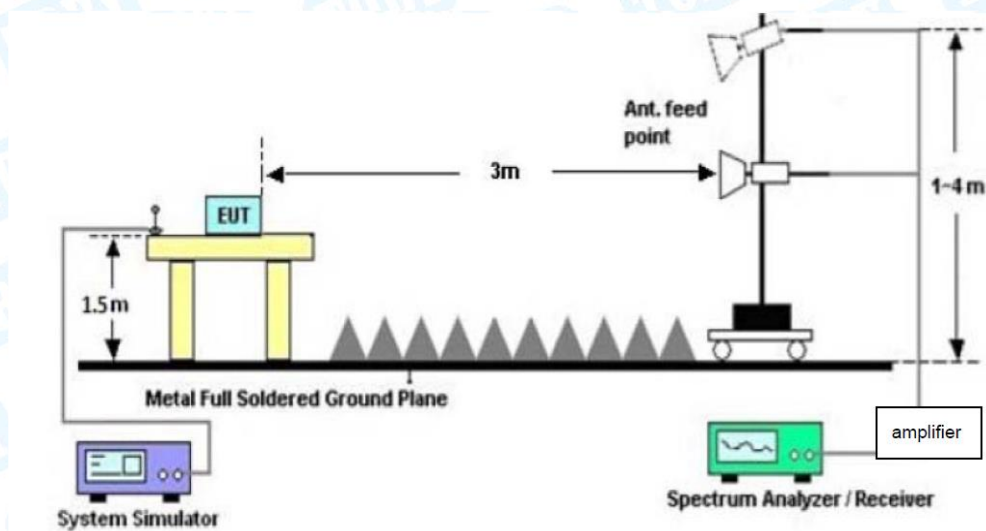 Ant. feed
point
3m
1~4 m
EUT
1.5 m
Metal Full Soldered Ground Plane
amplifier
System Simulator
Spectrum Analyzer / Receiver